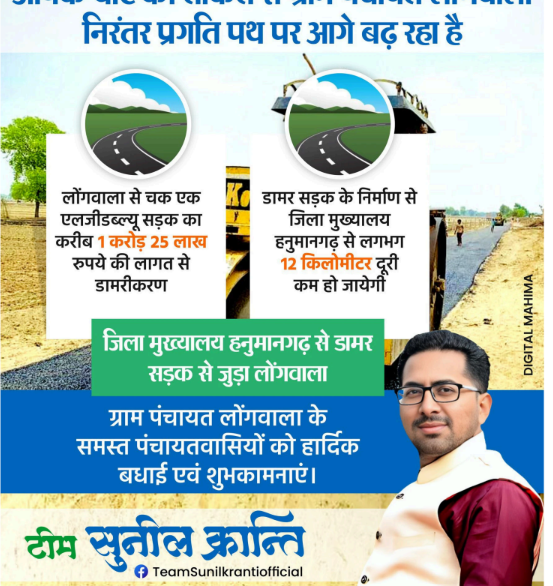 निरंतर प्रगति पथ पर आगे बढ़ रहा है
लोंगवाला से चक एक
एलजीडब्ल्यू सड़क का
करीब 1 करोड़ 25 लाख
रुपये की लागत से
डामरीकरण
डामर सड़क के निर्माण से
जिला मुख्यालय
हनुमानगढ़ से लगभग
12 किलोमीटर दूरी
कम हो जायेगी
DIGITAL MAHIMA
जिला मुख्यालय हनुमानगढ़ से डामर
सड़क से जुड़ा लोंगवाला
ग्राम पंचायत लोंगवाला के
समस्त पंचायतवासियों को हार्दिक
बधाई एवं शुभकामनाएं।
टीम सुनील क्रान्ति
TeamSunilkrantiofficial